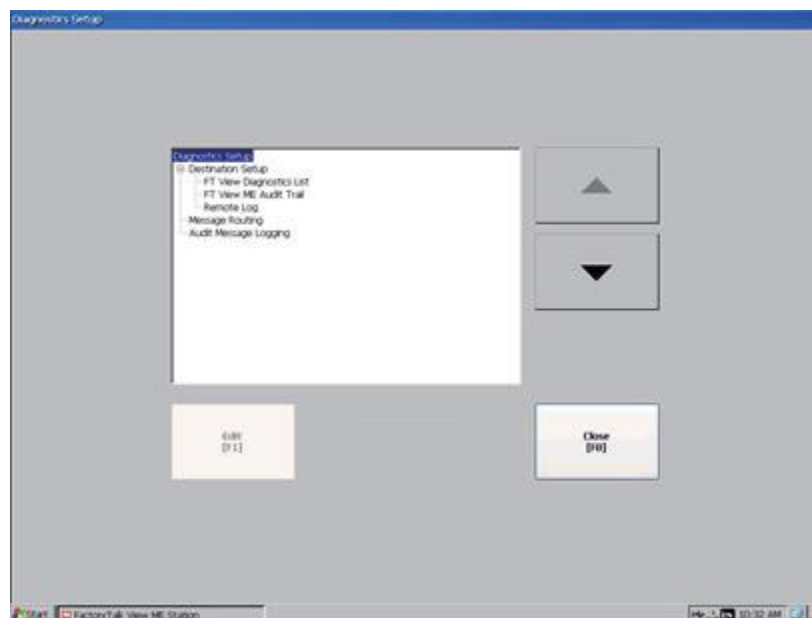 Diagnostics Setup
Diagnostics Setup
Destination Setup
FT View Diagnostics List
FT View ME Audit Trail
Remote Log
Message Routing
Audit Message Logging
Edit
[F1]
Close
[F8]
Start
FactoryTalk View ME Station
10:32 AM